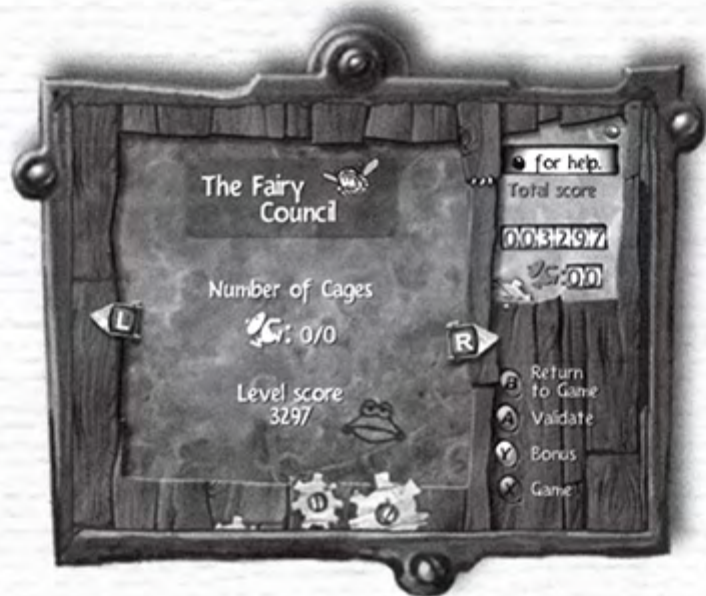 The Fairy
Council
Number of Cages
: 0/0
Level score
3297
L
R
for help.
Total score
003297
:00
B Return
to Game
A Validate
Y Bonus
X Game